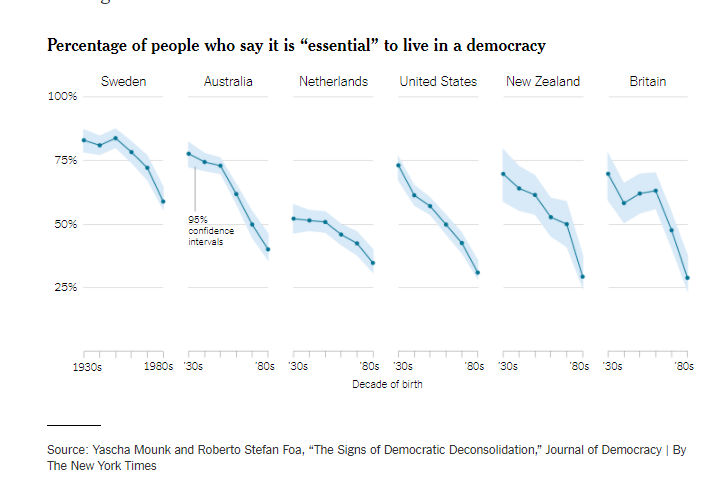 Percentage of people who say it is “essential” to live in a democracy
Sweden Australia Netherlands United States New Zealand Britain
100%
75%
50%
25%
95%
confidence
intervals
1930s 1980s '30s '80s '30s '80s '30s '80s '30s '80s '30s '80s
Decade of birth
Source: Yascha Mounk and Roberto Stefan Foa, “The Signs of Democratic Deconsolidation,” Journal of Democracy | By
The New York Times